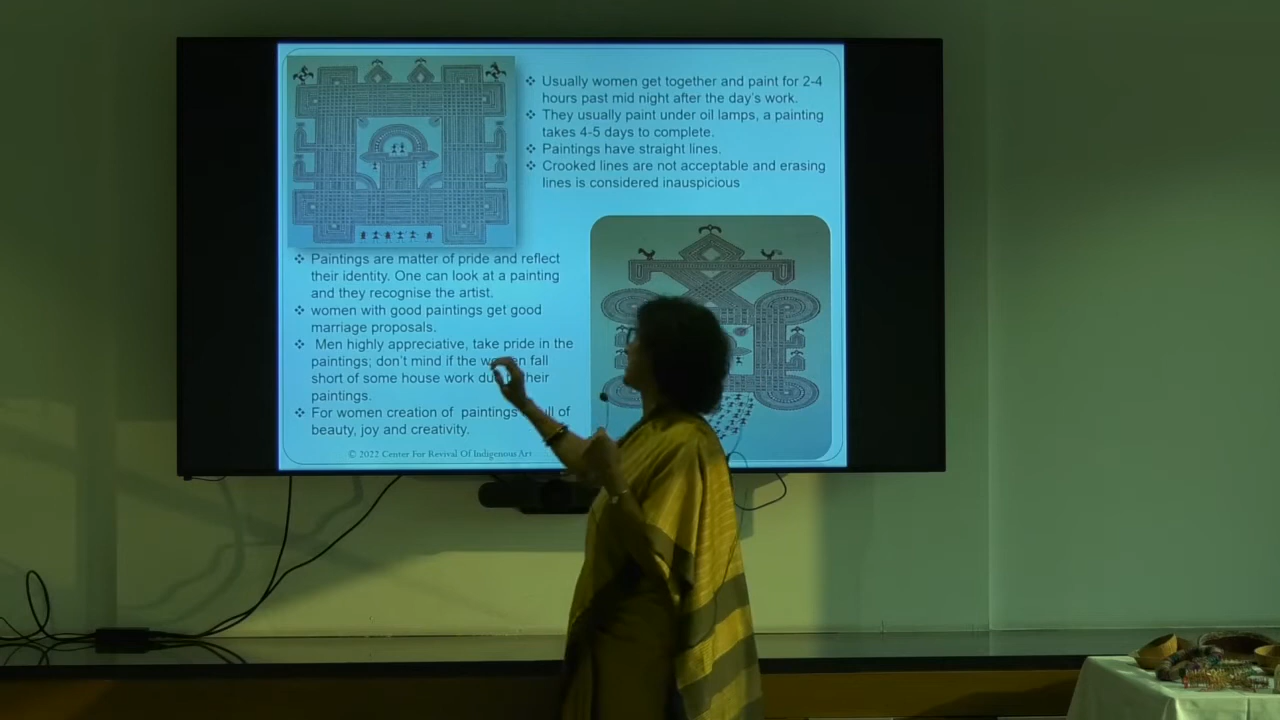 ❖ Usually women get together and paint for 2-4
hours past mid night after the day's work.
❖ They usually paint under oil lamps, a painting
takes 4-5 days to complete.
❖ Paintings have straight lines.
❖ Crooked lines are not acceptable and erasing
lines is considered inauspicious
❖ Paintings are matter of pride and reflect
their identity. One can look at a painting
and they recognise the artist.
❖ women with good paintings get good
marriage proposals.
❖ Men highly appreciative, take pride in the
paintings; don't mind if the women fall
short of some house work due their
paintings.
❖ For women creation of paintings of
beauty, joy and creativity.
© 2022 Center For Revival Of Indigenous Art